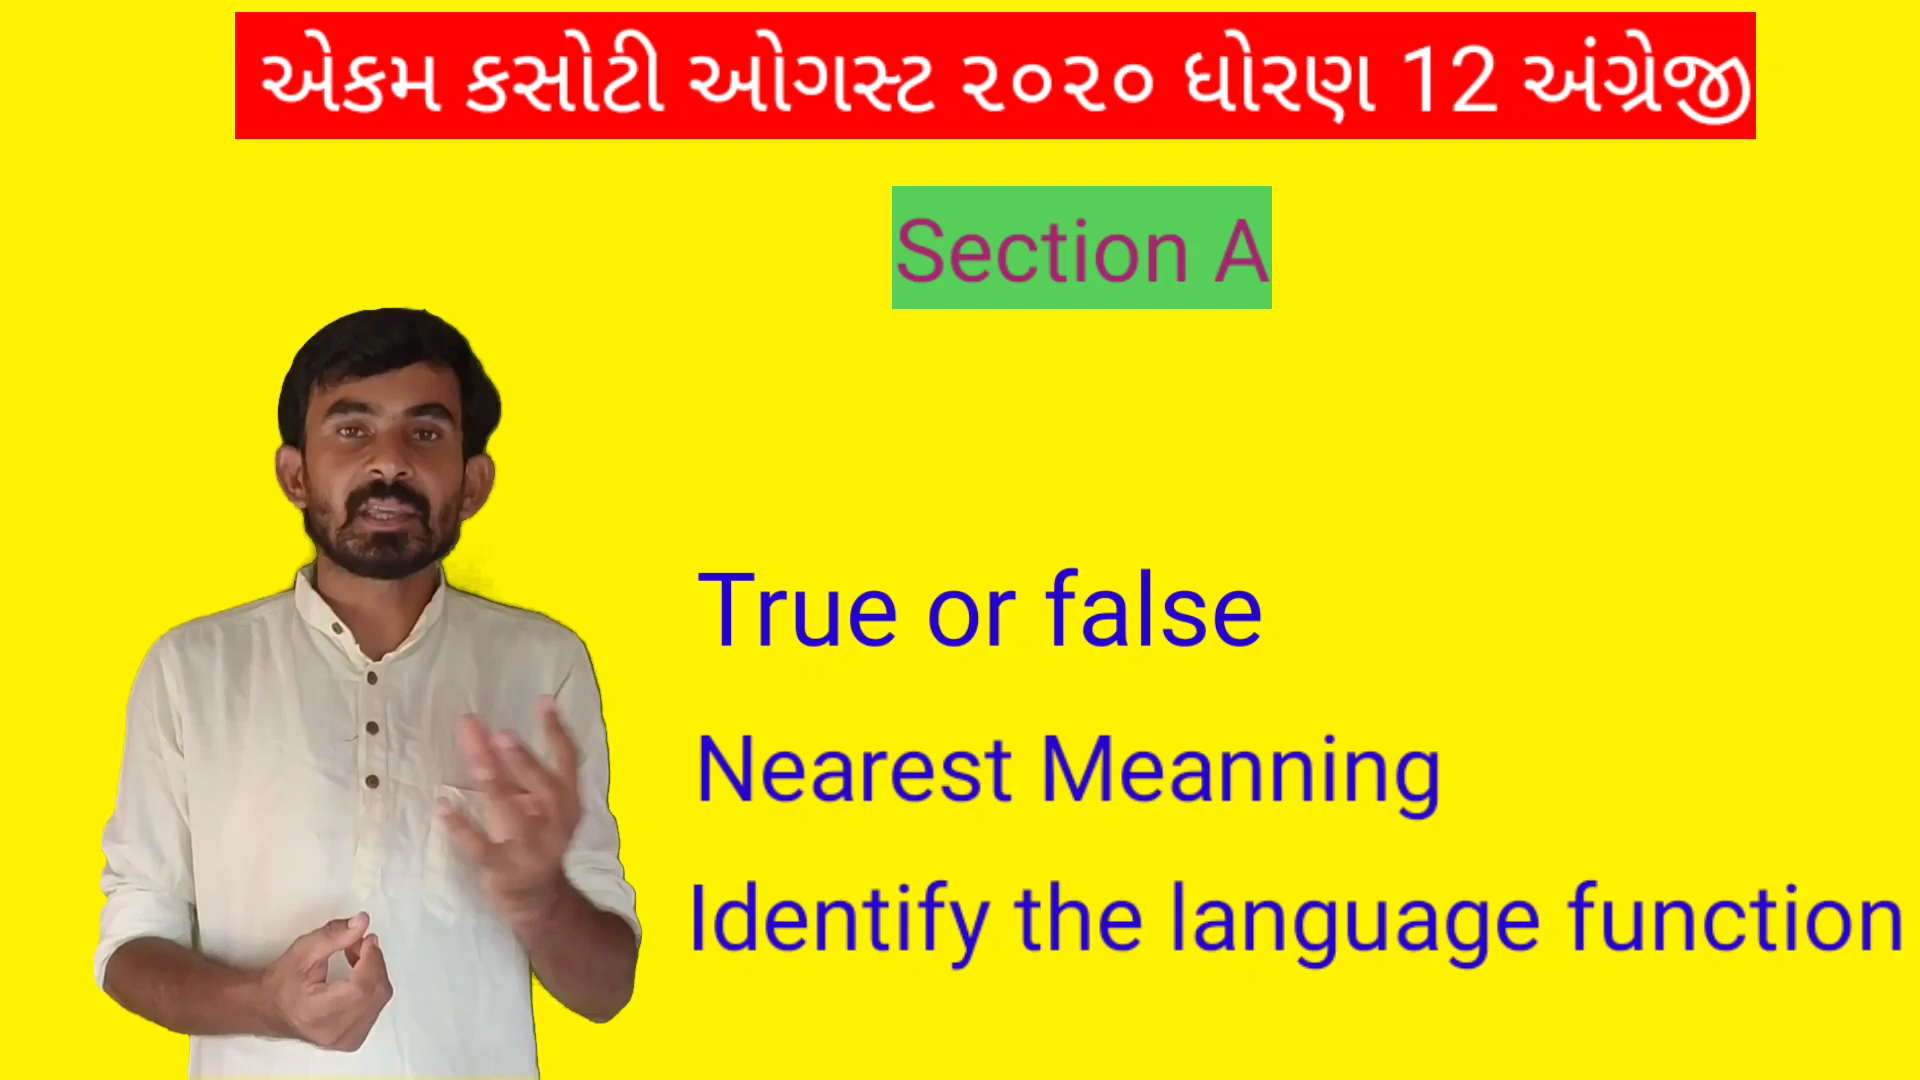 એકમ કસોટી ઓગસ્ટ ૨૦૨૦ ધોરણ 12 અંગ્રેજી
Section A
True or false
Nearest Meanning
Identify the language function